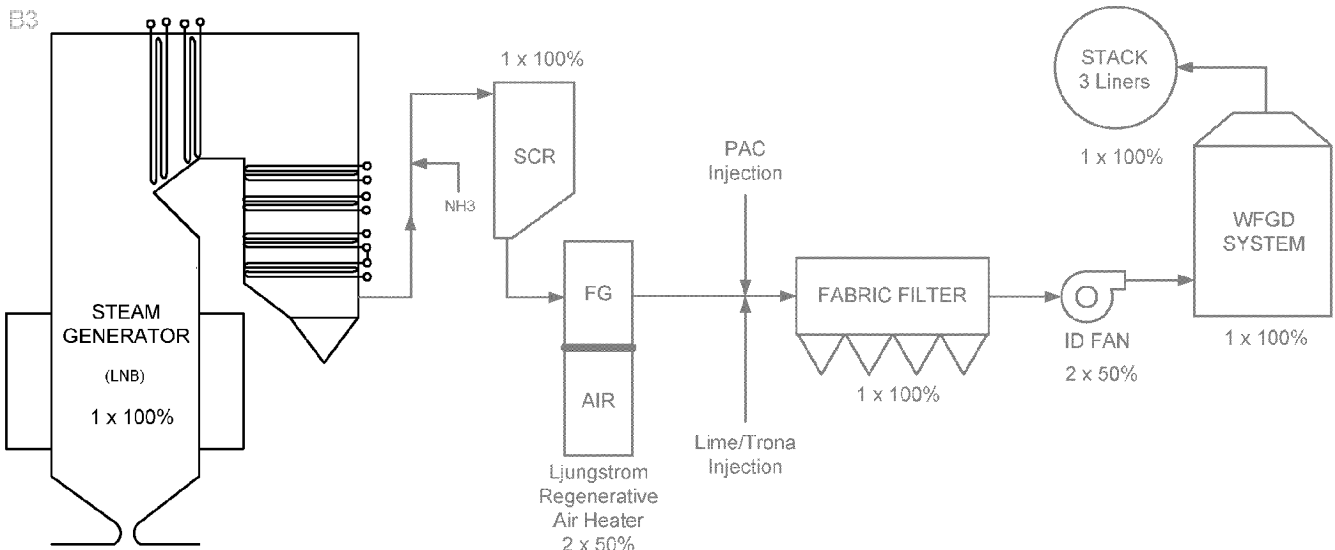 B3
STEAM
GENERATOR
(LNB)
1 x 100%
NH3
1 x 100%
SCR
FG
AIR
Ljungstrom
Regenerative
Air Heater
2 x 50%
PAC
Injection
Lime/Trona
Injection
FABRIC FILTER
1 x 100%
ID FAN
2 x 50%
STACK
3 Liners
1 x 100%
WFGD
SYSTEM
1 x 100%